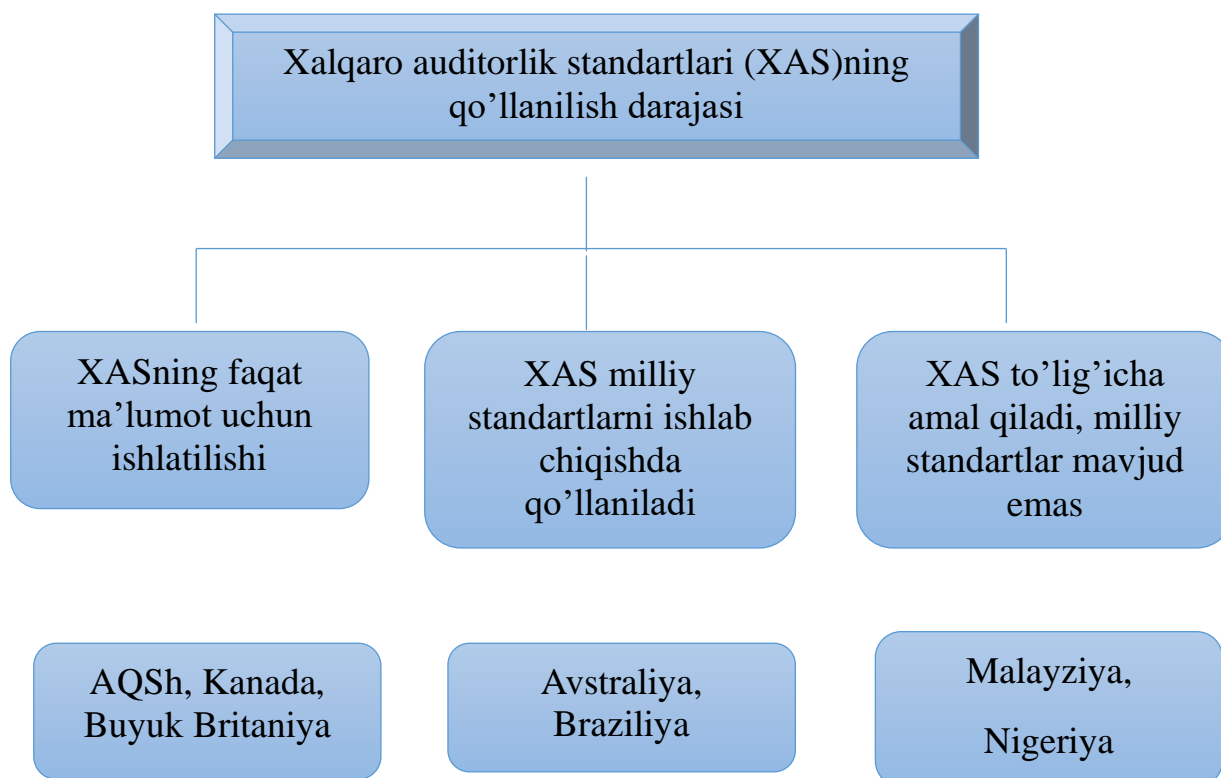 Xalqaro auditorlik standartlari (XAS)ning
qo’llanilish darajasi
XASning faqat
ma’lumot uchun
ishlatilishi
XAS milliy
standartlarni ishlab
chiqishda
qo’llaniladi
XAS to’lig’icha
amal qiladi, milliy
standartlar mavjud
emas
AQSh, Kanada,
Buyuk Britaniya
Avstraliya,
Braziliya
Malayziya,
Nigeriya